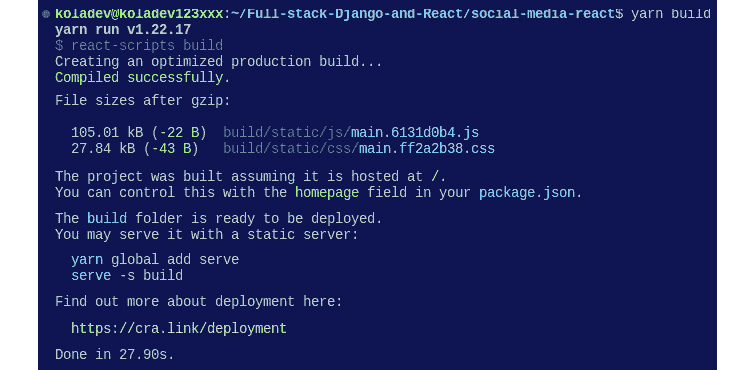 koladev@koladev123xxx:~/Full-stack-Django-and-React/social-media-react$ yarn build
yarn run v1.22.17
$ react-scripts build
Creating an optimized production build...
Compiled successfully.
File sizes after gzip:
105.01 kB (-22 B)  build/static/js/main.6131d0b4.js
27.84 kB (-43 B)   build/static/css/main.ff2a2b38.css
The project was built assuming it is hosted at /.
You can control this with the homepage field in your package.json.
The build folder is ready to be deployed.
You may serve it with a static server:
yarn global add serve
serve -s build
Find out more about deployment here:
https://cra.link/deployment
Done in 27.90s.